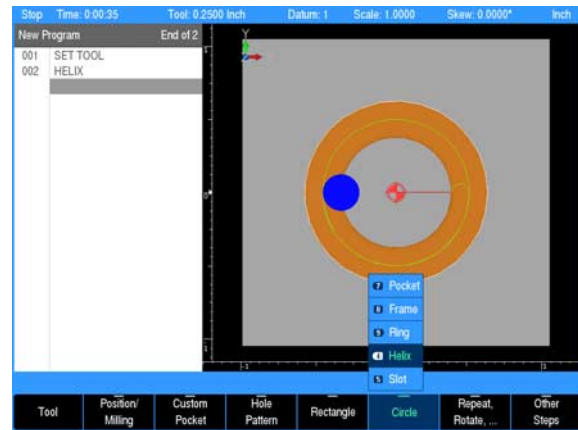 Stop Time: 0:00:35 Tool: 0.2500 Inch Datum: 1 Scale: 1.0000 Skew: 0.0000° Inch
New Program End of 2
001 SET TOOL
002 HELIX
Y
Pocket
Frame
Ring
Helix
Slot
Tool
Position/
Milling
Custom
Pocket
Hole
Pattern
Rectangle
Circle
Repeat,
Rotate, ...
Other
Steps